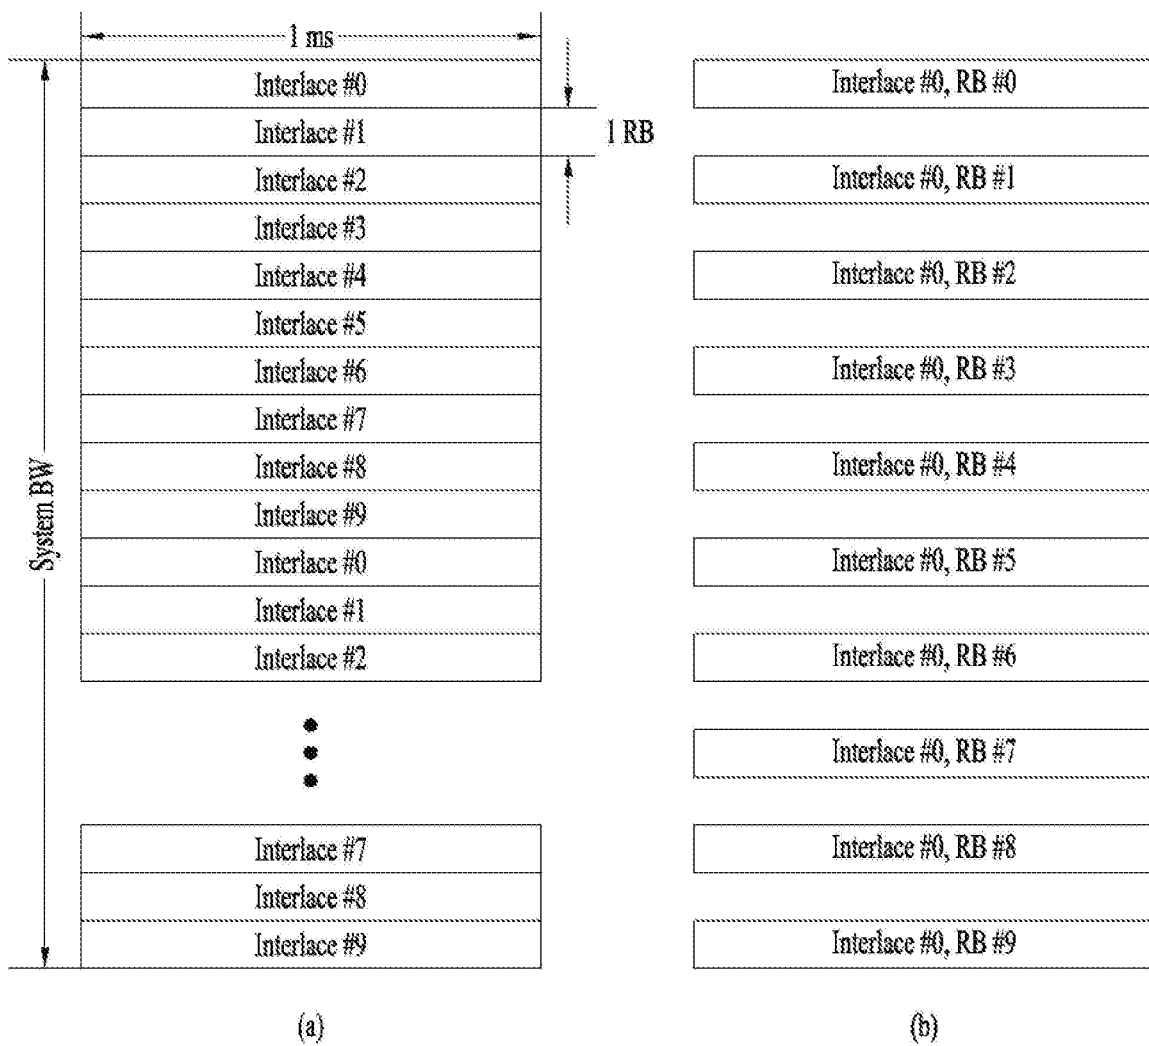 1 ms
Interlace #0
Interlace #1
Interlace #2
Interlace #3
Interlace #4
Interlace #5
Interlace #6
Interlace #7
Interlace #8
Interlace #9
Interlace #0
Interlace #1
Interlace #2
Interlace #7
Interlace #8
Interlace #9
System BW
1 RB
(a)
Interlace #0, RB #0
Interlace #0, RB #1
Interlace #0, RB #2
Interlace #0, RB #3
Interlace #0, RB #4
Interlace #0, RB #5
Interlace #0, RB #6
Interlace #0, RB #7
Interlace #0, RB #8
Interlace #0, RB #9
(b)